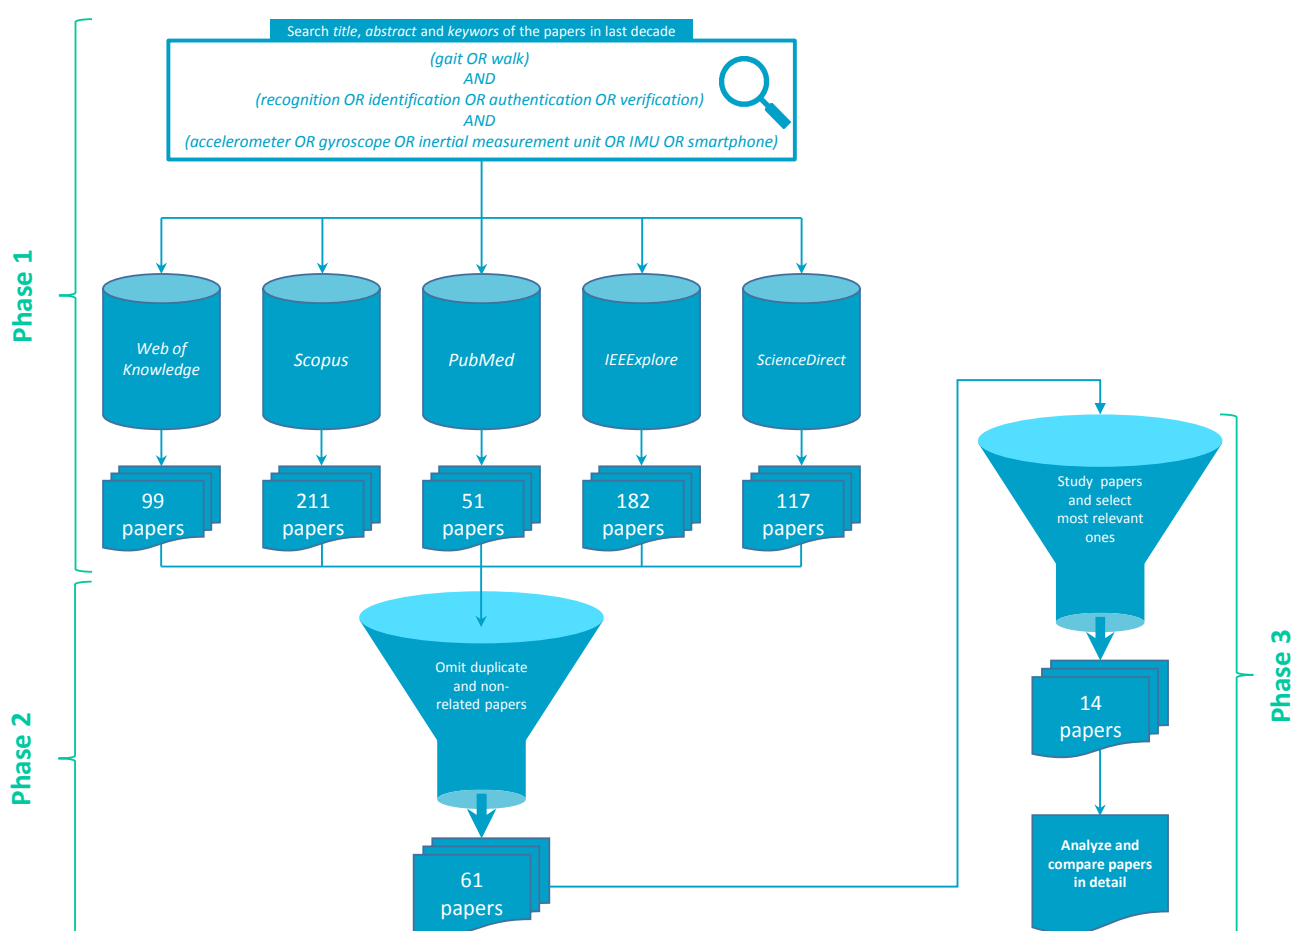 Search title, abstract and keywors of the papers in last decade
(gait OR walk)
AND
(recognition OR identification OR authentication OR verification)
AND
(accelerometer OR gyroscope OR inertial measurement unit OR IMU OR smartphone)
Phase 1
Web of
Knowledge
Scopus
PubMed
IEEExplore
ScienceDirect
99
papers
211
papers
51
papers
182
papers
117
papers
Phase 2
Omit duplicate
and non-
related papers
61
papers
Phase 3
Study papers
and select
most relevant
ones
14
papers
Analyze and
compare papers
in detail